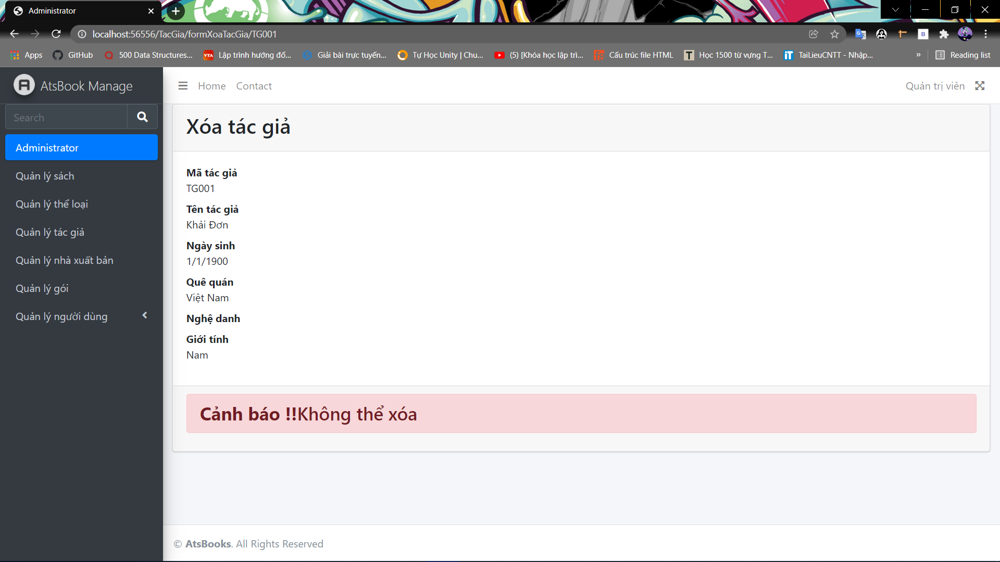 Administrator
localhost:56556/TacGia/formXoaTacGia/TG001
Apps
GitHub
500 Data Structures...
VTA
Lập trình hướng đố...
Giải bài trực tuyến...
Tự Học Unity | Chu...
(5) [Khóa học lập trì...
Cấu trúc file HTML
T
Học 1500 từ vựng T...
iT
TaiLieuCNTT - Nhập...
»
Reading list
A
AtsBook Manage
Home
Contact
Quản trị viên
Search
Administrator
Quản lý sách
Quản lý thể loại
Quản lý tác giả
Quản lý nhà xuất bản
Quản lý gói
Quản lý người dùng
Xóa tác giả
Mã tác giả
TG001
Tên tác giả
Khải Đơn
Ngày sinh
1/1/1900
Quê quán
Việt Nam
Nghệ danh
Giới tính
Nam
Cảnh báo !!Không thể xóa
© AtsBooks. All Rights Reserved